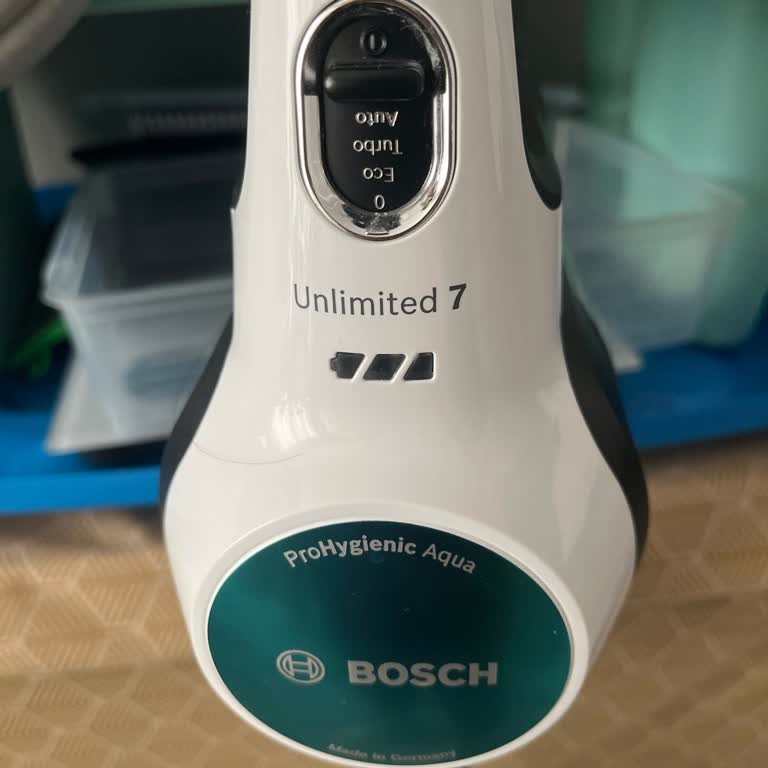 Auto
Turbo
Eco
0
Unlimited 7
ProHygienic Aqua
BOSCH
Made in Germany